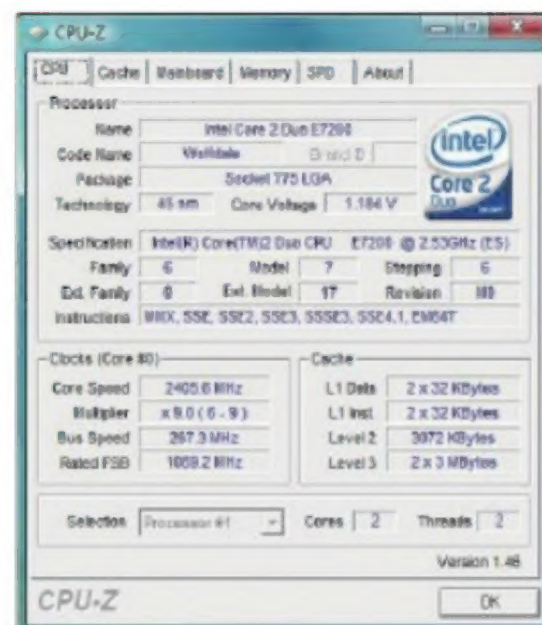 CPU-Z
CPU Cache Mainboard Memory SPD About
Processor
Name Intel Core 2 Duo E7200
intel Core 2 Duo
Code Name Wolfdale Brand ID
Package Socket 775 LGA
Technology 45 nm Core Voltage 1.184 V
Specification Intel(R) Core(TM)2 Duo CPU E7200 @ 2.53GHz (ES)
Family 6 Model 7 Stepping 6
Ext. Family 6 Ext. Model 17 Revision M0
Instructions MMX, SSE, SSE2, SSE3, SSSE3, SSE4.1, EM64T
Clocks (Core #0)
Core Speed 2405.6 MHz
Multiplier x 9.0 ( 6 - 9 )
Bus Speed 267.3 MHz
Rated FSB 1069.2 MHz
Cache
L1 Data 2 x 32 KBytes
L1 Inst 2 x 32 KBytes
Level 2 3072 KBytes
Level 3 2 x 3 MBytes
Selection Processor #1 Cores 2 Threads 2
Version 1.46
CPU-Z OK